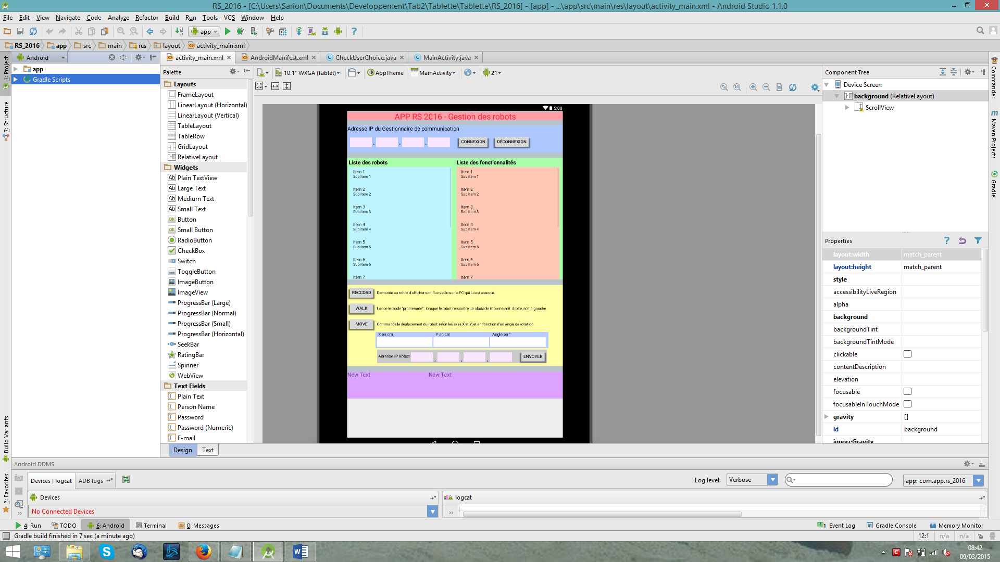 RS_2016 - [C:\Users\Sarion\Documents\Developpement\Tab2\Tablette\Tablette\RS_2016] - [app] - ...\app\src\main\res\layout\activity_main.xml - Android Studio 1.1.0
File Edit View Navigate Code Analyze Refactor Build Run Tools VCS Window Help
app
RS_2016 app src main res layout activity_main.xml
Android
activity_main.xml AndroidManifest.xml CheckUserChoice.java MainActivity.java
1: Project
7: Structure
Build Variants
2: Favorites
app
Gradle Scripts
Palette
Layouts
FrameLayout
LinearLayout (Horizontal)
LinearLayout (Vertical)
TableLayout
TableRow
GridLayout
RelativeLayout
Widgets
Plain TextView
Large Text
Medium Text
Small Text
Button
Small Button
RadioButton
CheckBox
Switch
ToggleButton
ImageButton
ImageView
ProgressBar (Large)
ProgressBar (Normal)
ProgressBar (Small)
ProgressBar (Horizontal)
SeekBar
RatingBar
Spinner
WebView
Text Fields
Plain Text
Person Name
Password
Password (Numeric)
E-mail
Design Text
10.1" WXGA (Tablet) AppTheme MainActivity 21
5:00
APP RS 2016 - Gestion des robots
Adresse IP du Gestionnaire de communication
. . . CONNEXION DÉCONNEXION
Liste des robots Liste des fonctionnalités
Item 1 Item 1
Sub Item 1 Sub Item 1
Item 2 Item 2
Sub Item 2 Sub Item 2
Item 3 Item 3
Sub Item 3 Sub Item 3
Item 4 Item 4
Sub Item 4 Sub Item 4
Item 5 Item 5
Sub Item 5 Sub Item 5
Item 6 Item 6
Sub Item 6 Sub Item 6
Item 7 Item 7
RECCORD Demande au robot d'afficher son flux vidéo sur le PC qui lui est associé.
WALK Lance le mode "promenade", lorsque le robot rencontre un obstacle il tourne soit droite, soit à gauche.
MOVE Commande le déplacement du robot selon les axes X et Y, et en fonction d'un angle de rotation
X en cm Y en cm Angle en °
Adresse IP Robot . . . ENVOYER
New Text New Text
Component Tree
Device Screen
background (RelativeLayout)
ScrollView
Properties
layout:width match_parent
layout:height match_parent
style
accessibilityLiveRegion
alpha
background
backgroundTint
backgroundTintMode
clickable
contentDescription
elevation
focusable
focusableInTouchMode
gravity []
id background
ignoreGravity
Commander
Maven Projects
Gradle
Android DDMS
Devices | logcat ADB logs
Log level: Verbose app: com.app.rs_2016
Devices logcat
No Connected Devices
4: Run TODO 6: Android Terminal 0: Messages Event Log Gradle Console Memory Monitor
Gradle build finished in 7 sec (a minute ago) 12:1 n/a n/a
08:42
09/03/2015